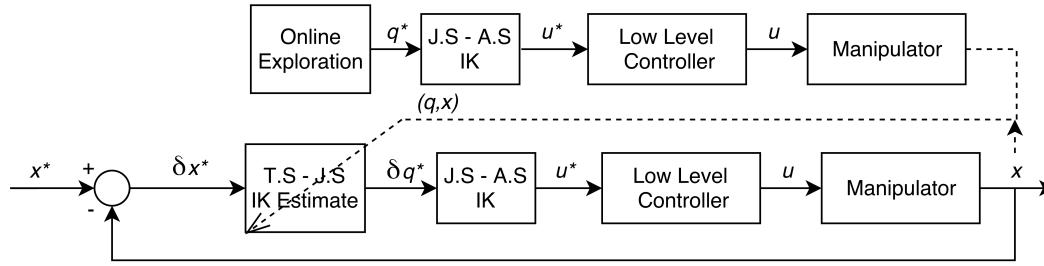 Online
Exploration
q*
J.S - A.S
IK
u*
Low Level
Controller
u
Manipulator
(q,x)
x*
+
-
δx*
T.S - J.S
IK Estimate
δq*
J.S - A.S
IK
u*
Low Level
Controller
u
Manipulator
x